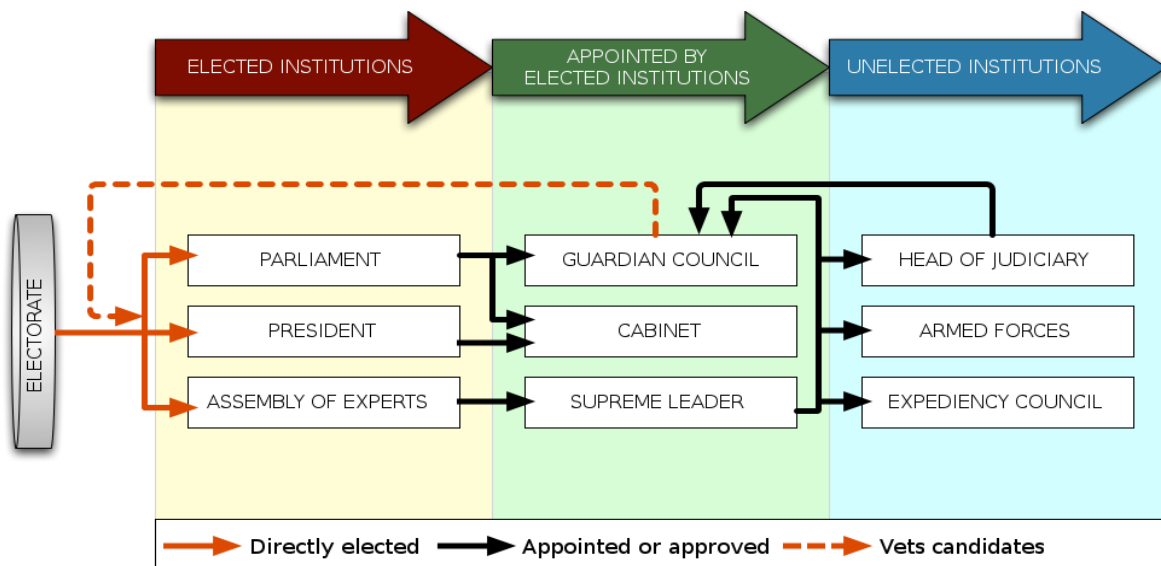 ELECTED INSTITUTIONS
APPOINTED BY
ELECTED INSTITUTIONS
UNELECTED INSTITUTIONS
ELECTORATE
PARLIAMENT
GUARDIAN COUNCIL
HEAD OF JUDICIARY
PRESIDENT
CABINET
ARMED FORCES
ASSEMBLY OF EXPERTS
SUPREME LEADER
EXPEDIENCY COUNCIL
Directly elected
Appointed or approved
Vets candidates